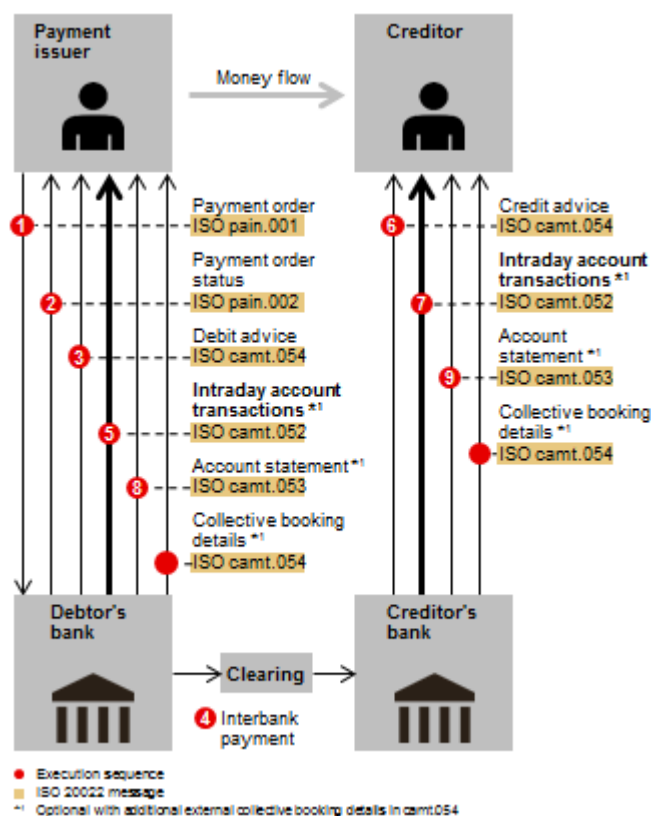 Payment
issuer
Creditor
Money flow
1
Payment order
ISO pain.001
2
Payment order
status
ISO pain.002
3
Debit advice
ISO camt.054
5
Intraday account
transactions *1
ISO camt.052
8
Account statement *1
ISO camt.053
Collective booking
details *1
ISO camt.054
6
Credit advice
ISO camt.054
7
Intraday account
transactions *1
ISO camt.052
9
Account
statement *1
ISO camt.053
Collective booking
details *1
ISO camt.054
Debtor's
bank
Clearing
4 Interbank
payment
Creditor's
bank
Execution sequence
ISO 20022 message
*1 Optional with additional external collective booking details in camt.054